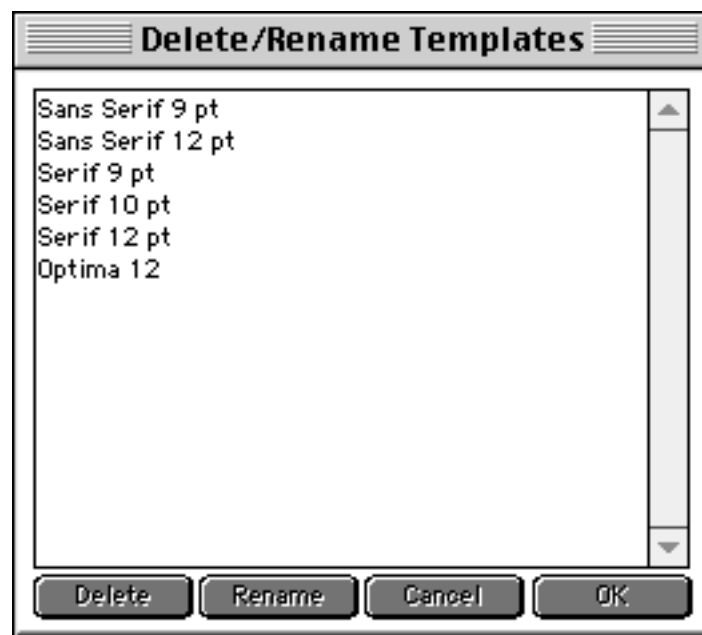 Delete/Rename Templates
Sans Serif 9 pt
Sans Serif 12 pt
Serif 9 pt
Serif 10 pt
Serif 12 pt
Optima 12
Delete Rename Cancel OK